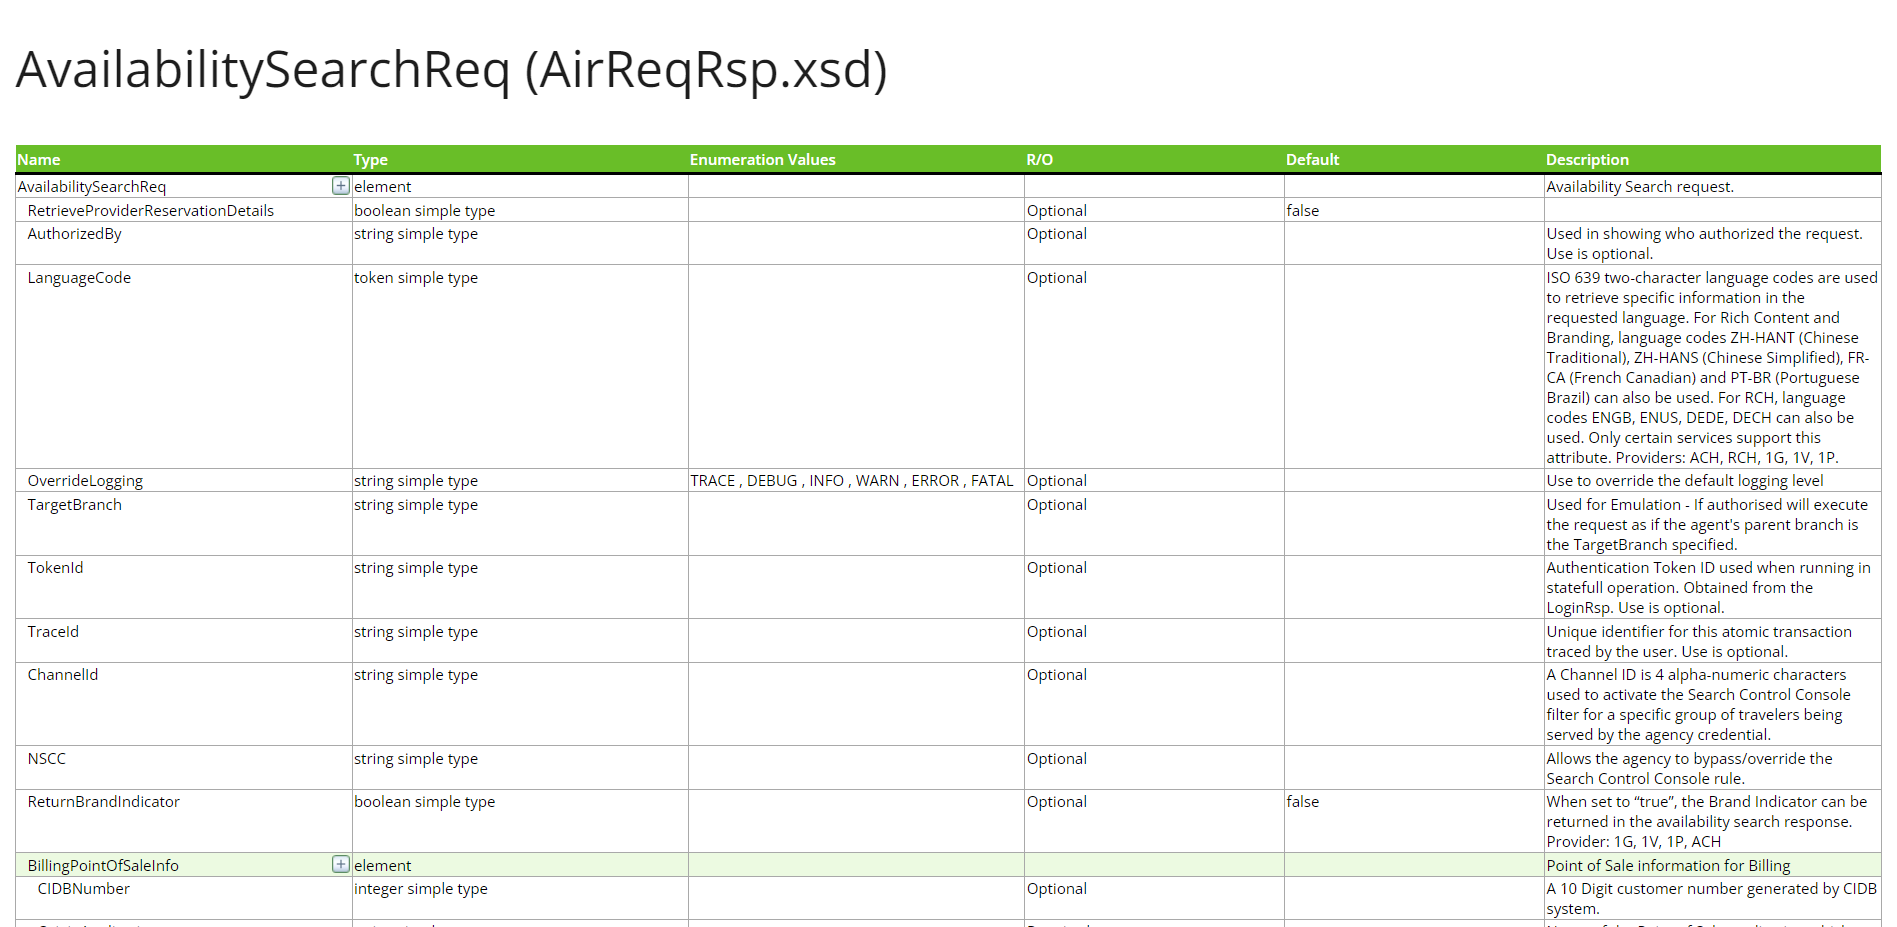 AvailabilitySearchReq (AirReqRsp.xsd)
Name Type Enumeration Values R/O Default Description
AvailabilitySearchReq element Availability Search request.
RetrieveProviderReservationDetails boolean simple type Optional false
AuthorizedBy string simple type Optional Used in showing who authorized the request.
Use is optional.
LanguageCode token simple type Optional ISO 639 two-character language codes are used
to retrieve specific information in the
requested language. For Rich Content and
Branding, language codes ZH-HANT (Chinese
Traditional), ZH-HANS (Chinese Simplified), FR-
CA (French Canadian) and PT-BR (Portuguese
Brazil) can also be used. For RCH, language
codes ENGB, ENUS, DEDE, DECH can also be
used. Only certain services support this
attribute. Providers: ACH, RCH, 1G, 1V, 1P.
OverrideLogging string simple type TRACE , DEBUG , INFO , WARN , ERROR , FATAL Optional Use to override the default logging level
TargetBranch string simple type Optional Used for Emulation - If authorised will execute
the request as if the agent's parent branch is
the TargetBranch specified.
TokenId string simple type Optional Authentication Token ID used when running in
statefull operation. Obtained from the
LoginRsp. Use is optional.
TraceId string simple type Optional Unique identifier for this atomic transaction
traced by the user. Use is optional.
ChannelId string simple type Optional A Channel ID is 4 alpha-numeric characters
used to activate the Search Control Console
filter for a specific group of travelers being
served by the agency credential.
NSCC string simple type Optional Allows the agency to bypass/override the
Search Control Console rule.
ReturnBrandIndicator boolean simple type Optional false When set to “true”, the Brand Indicator can be
returned in the availability search response.
Provider: 1G, 1V, 1P, ACH
BillingPointOfSaleInfo element Point of Sale information for Billing
CIDBNumber integer simple type Optional A 10 Digit customer number generated by CIDB
system.